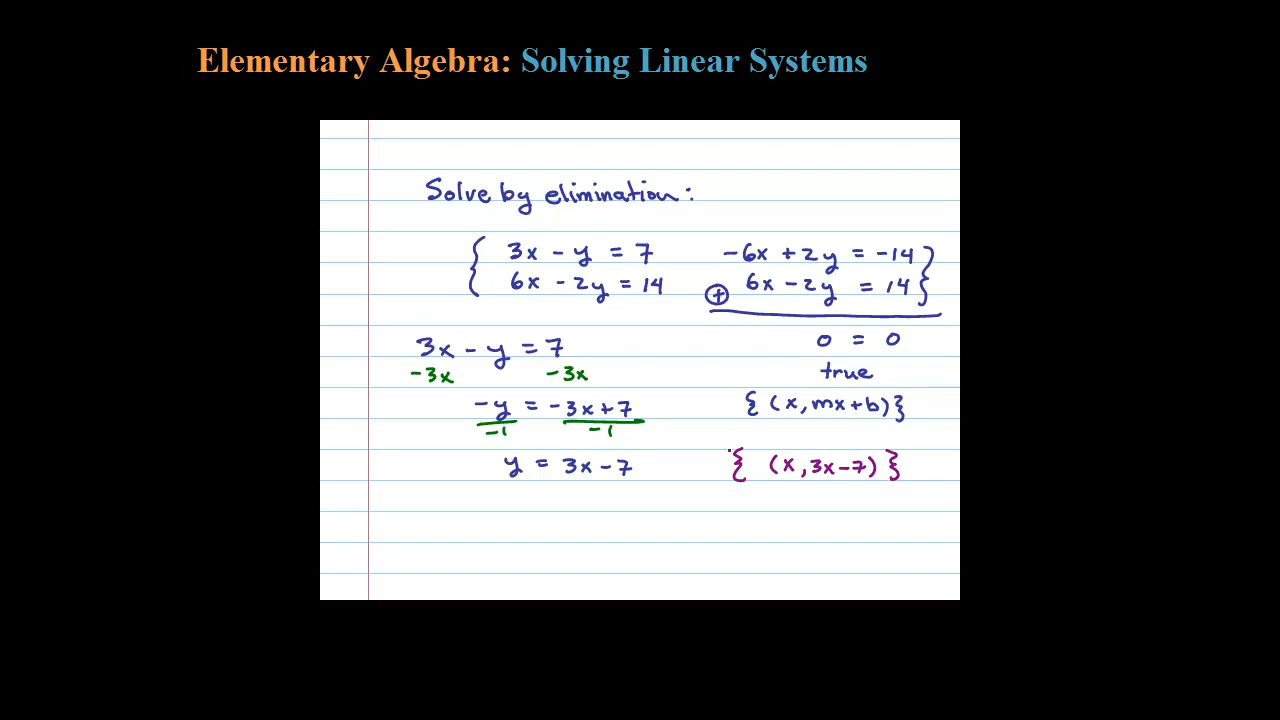 Elementary Algebra: Solving Linear Systems
Solve by elimination:
{ 3x - y = 7
6x - 2y = 14
-6x + 2y = -14 }
⊕ 6x - 2y = 14
0 = 0
true
{ (x, mx+b) }
{ (x, 3x-7) }
3x - y = 7
-3x -3x
-y = -3x + 7
-1 -1
y = 3x - 7